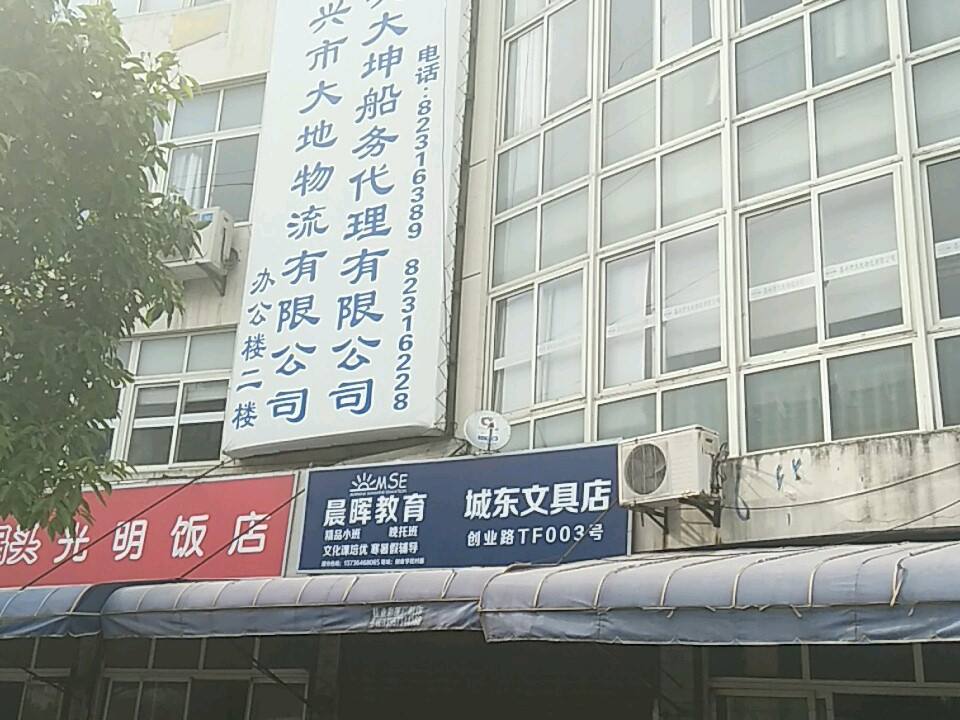 大坤船务代理有限公司
兴市大地物流有限公司
电话:82316389 82316228
办公楼二楼
光明饭店
MSE
晨晖教育
精品小班 晚托班
文化课培优 寒暑假辅导
城东文具店
创业路TF003号